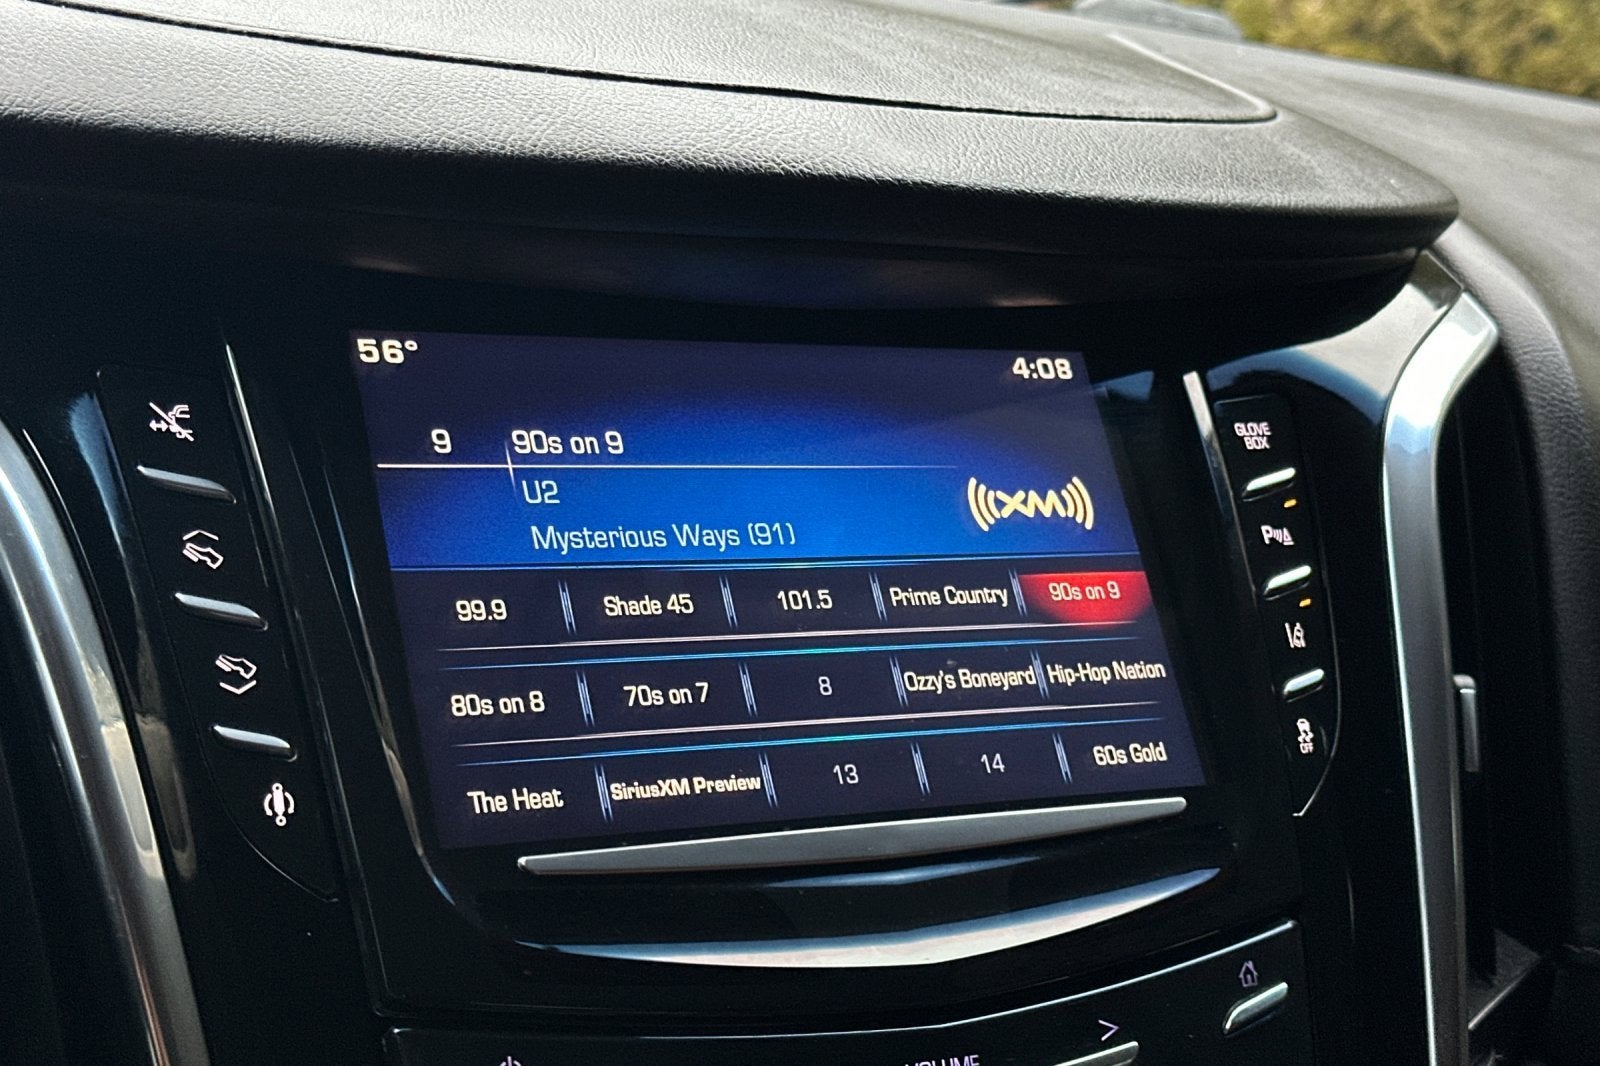 56° 4:08
9 90s on 9
U2
XM
Mysterious Ways (91)
99.9 Shade 45 101.5 Prime Country 90s on 9
80s on 8 70s on 7 8 Ozzy's Boneyard Hip-Hop Nation
The Heat SiriusXM Preview 13 14 60s Gold
GLOVE
BOX
P
OFF
VOLUME